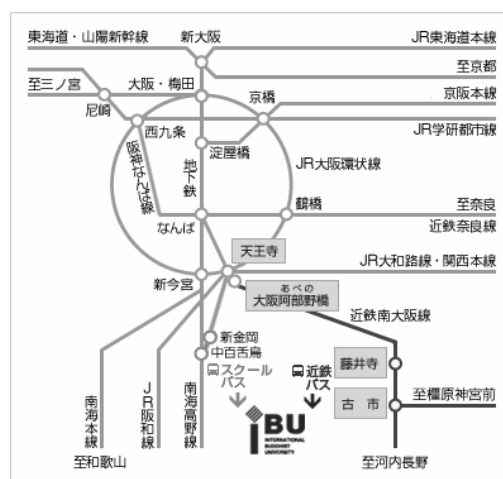 東海道・山陽新幹線
新大阪
JR東海道本線
至京都
至三ノ宮
大阪・梅田
京橋
京阪本線
尼崎
西九条
淀屋橋
JR学研都市線
阪神なんば線
地下鉄
JR大阪環状線
鶴橋
至奈良
なんば
近鉄奈良線
天王寺
JR大和路線・関西本線
新今宮
あべの
大阪阿部野橋
近鉄南大阪線
新金岡
中百舌鳥
スクール
バス
近鉄
バス
藤井寺
古市
至橿原神宮前
南海本線
JR阪和線
南海高野線
IBU
INTERNATIONAL
BUDDHIST
UNIVERSITY
至和歌山
至河内長野